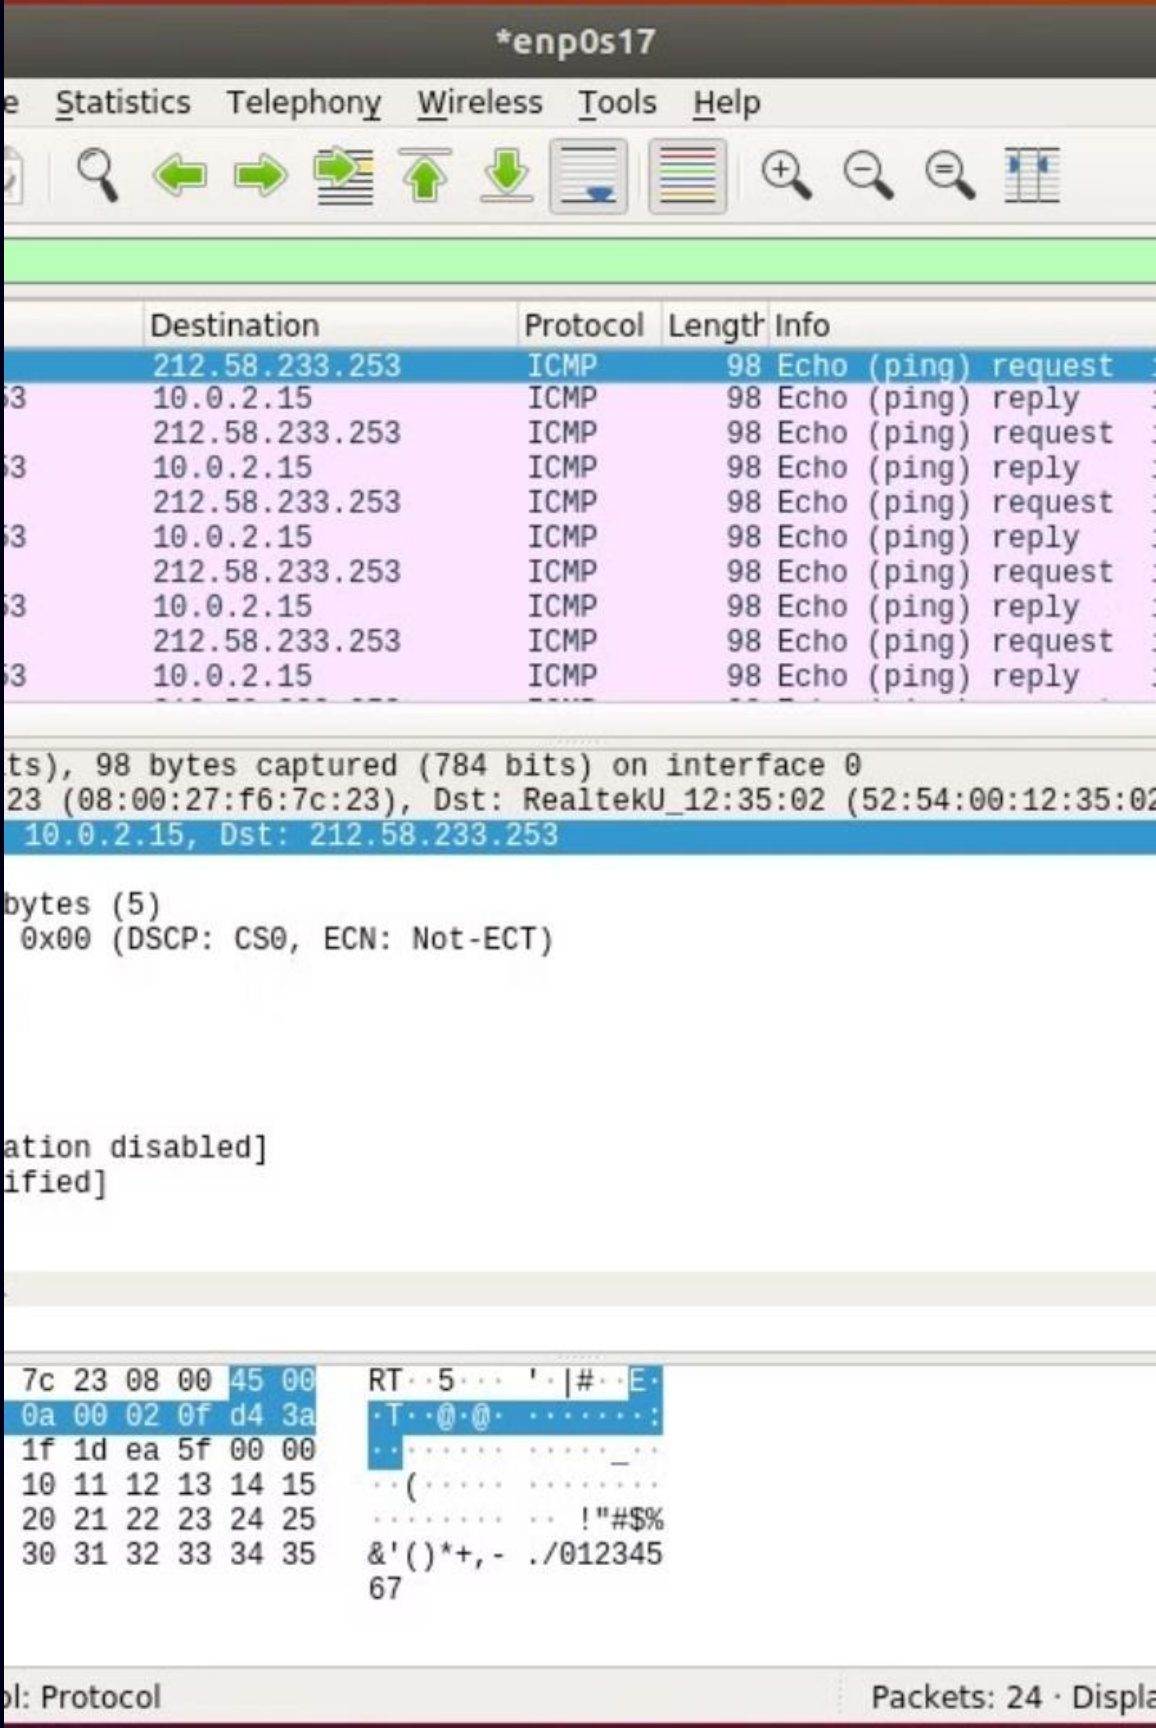 *enp0s17
e Statistics Telephony Wireless Tools Help
Destination Protocol Length Info
212.58.233.253 ICMP 98 Echo (ping) request
53 10.0.2.15 ICMP 98 Echo (ping) reply
212.58.233.253 ICMP 98 Echo (ping) request
53 10.0.2.15 ICMP 98 Echo (ping) reply
212.58.233.253 ICMP 98 Echo (ping) request
53 10.0.2.15 ICMP 98 Echo (ping) reply
212.58.233.253 ICMP 98 Echo (ping) request
53 10.0.2.15 ICMP 98 Echo (ping) reply
212.58.233.253 ICMP 98 Echo (ping) request
53 10.0.2.15 ICMP 98 Echo (ping) reply
ts), 98 bytes captured (784 bits) on interface 0
23 (08:00:27:f6:7c:23), Dst: RealtekU_12:35:02 (52:54:00:12:35:02
10.0.2.15, Dst: 212.58.233.253
bytes (5)
0x00 (DSCP: CS0, ECN: Not-ECT)
ation disabled]
ified]
7c 23 08 00 45 00 RT··5··· '·|#··E·
0a 00 02 0f d4 3a ·T··@·@· ·······:
1f 1d ea 5f 00 00 ········ ·····_··
10 11 12 13 14 15 ··(····· ········
20 21 22 23 24 25 ········ ·· !"#$%
30 31 32 33 34 35 &'()*+,- ./012345
67
ol: Protocol Packets: 24 · Displa